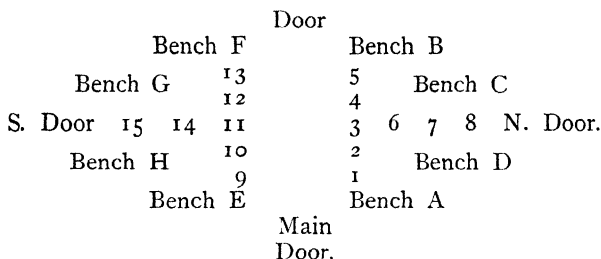 Door
Bench F Bench B
13 5
Bench G Bench C
12 4
S. Door 15 14 11 3 6 7 8 N. Door.
10 2
Bench H Bench D
9 1
Bench E Bench A
Main
Door.